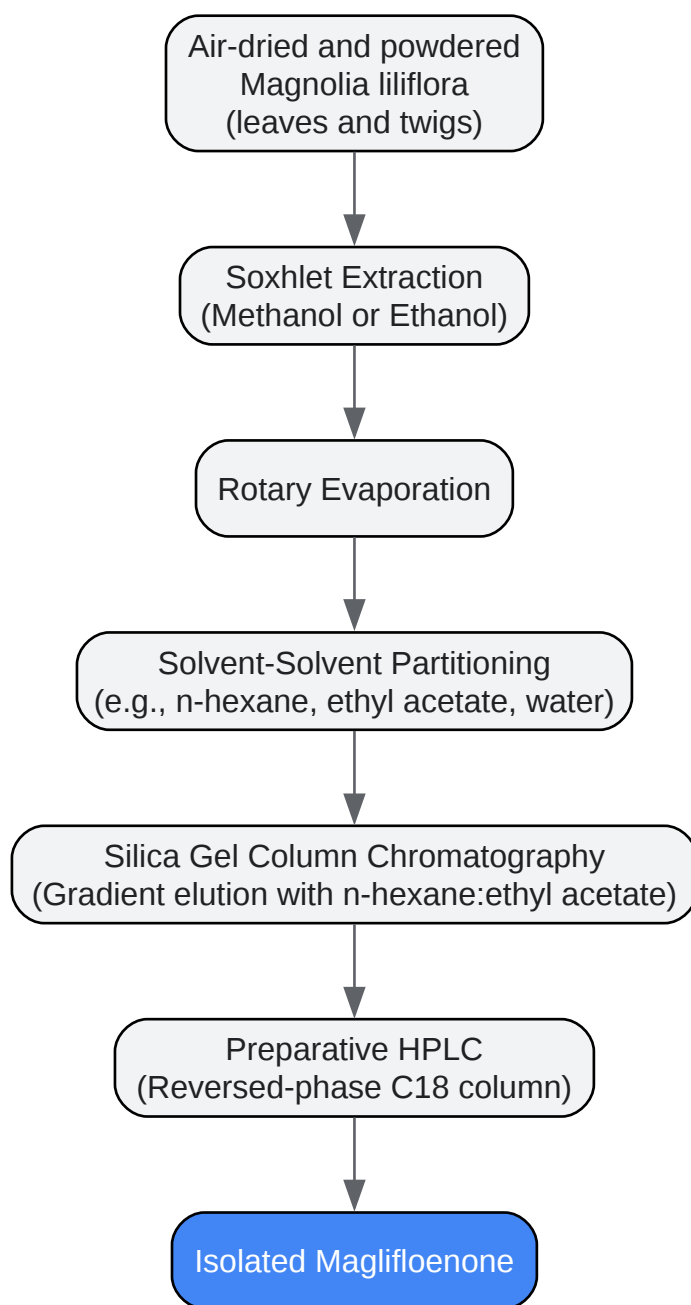 Air-dried and powdered
Magnolia liliflora
(leaves and twigs)
Soxhlet Extraction
(Methanol or Ethanol)
Rotary Evaporation
Solvent-Solvent Partitioning
(e.g., n-hexane, ethyl acetate, water)
Silica Gel Column Chromatography
(Gradient elution with n-hexane:ethyl acetate)
Preparative HPLC
(Reversed-phase C18 column)
Isolated Maglifloenone